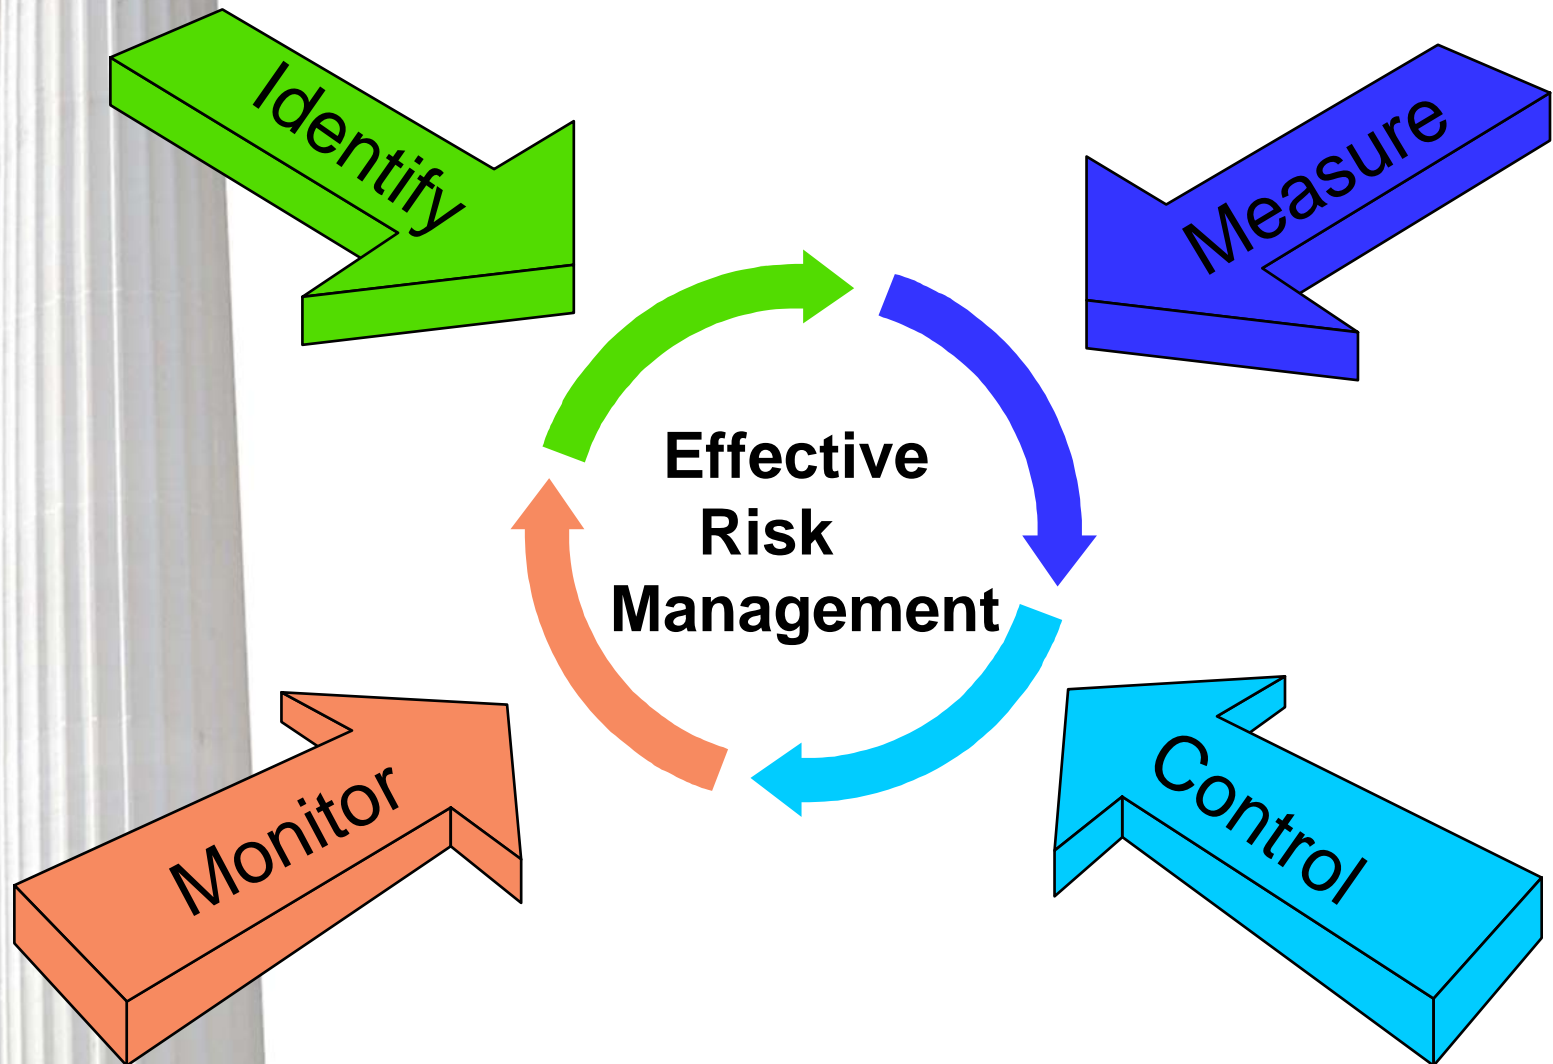 Identify
Measure
Effective
Risk
Management
Monitor
Control